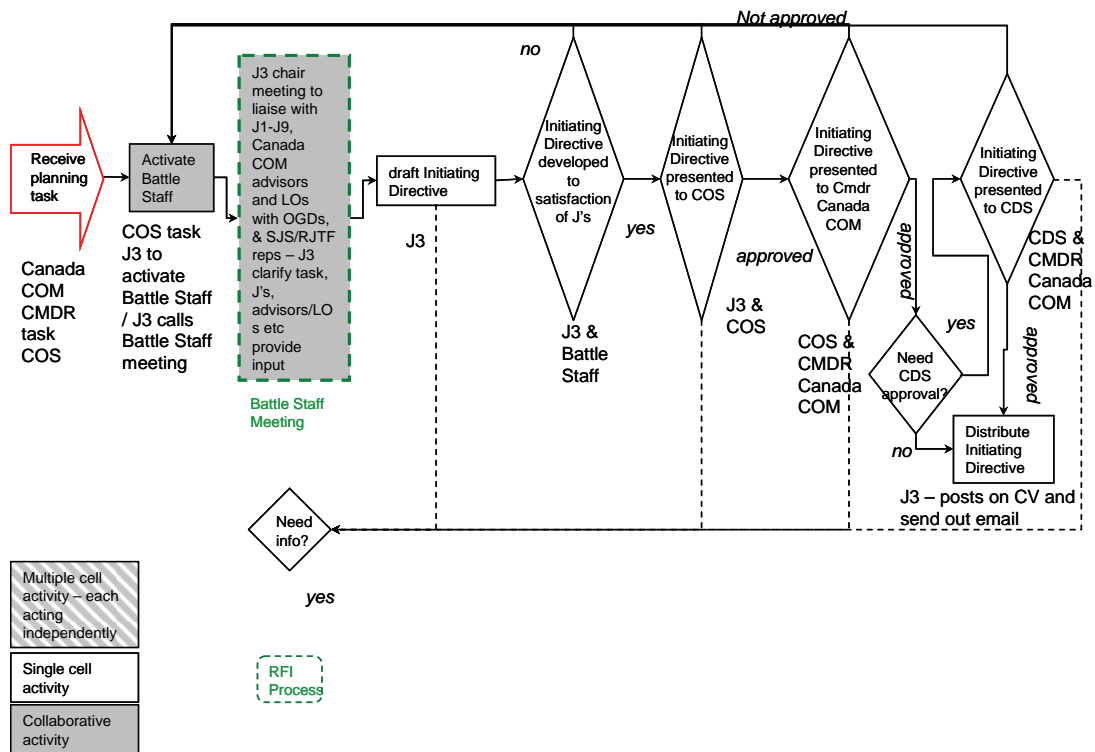 Not approved
no
J3 chair
meeting to
liaise with
J1-J9,
Canada
COM
advisors
and LOs
with OGDs,
& SJS/RJTF
reps – J3
clarify task,
J's,
advisors/LO
s etc
provide
input
Battle Staff
Meeting
Receive
planning
task
Canada
COM
CMDR
task
COS
Activate
Battle
Staff
COS task
J3 to
activate
Battle Staff
/ J3 calls
Battle Staff
meeting
draft Initiating
Directive
J3
Initiating
Directive
developed
to
satisfaction
of J's
yes
J3 &
Battle
Staff
Initiating
Directive
presented
to COS
approved
J3 &
COS
Initiating
Directive
presented
to Cmdr
Canada
COM
approved
COS &
CMDR
Canada
COM
Need
CDS
approval?
yes
no
Initiating
Directive
presented
to CDS
CDS &
CMDR
Canada
COM
approved
Distribute
Initiating
Directive
J3 – posts on CV and
send out email
Need
info?
yes
RFI
Process
Multiple cell
activity – each
acting
independently
Single cell
activity
Collaborative
activity